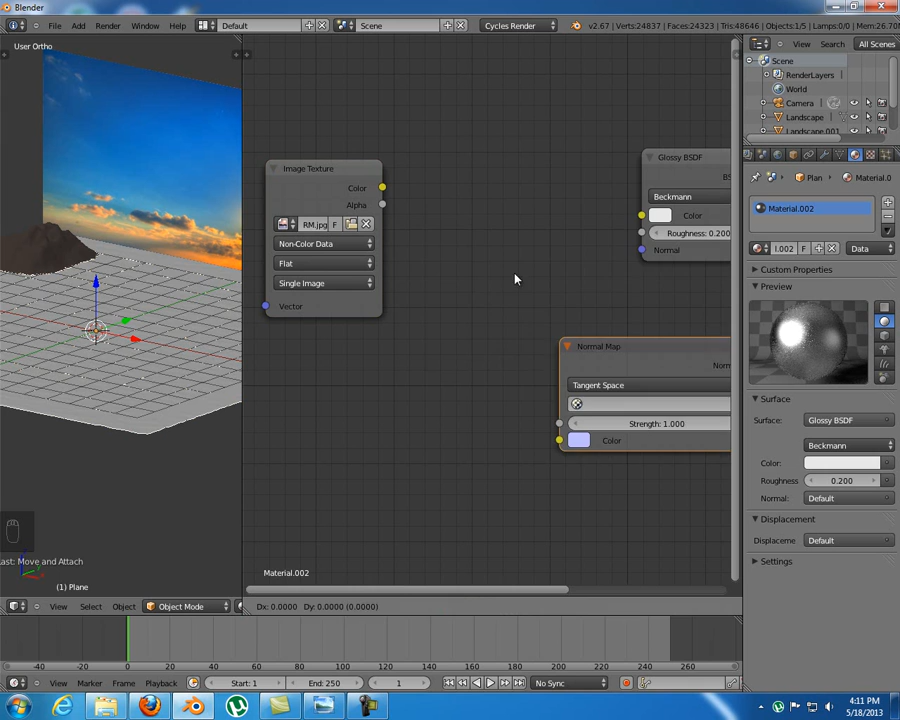 Blender
File Add Render Window Help Default Scene Cycles Render v2.67 | Verts:24837 | Faces:24323 | Tris:48646 | Objects:1/5 | Lamps:0/0 | Mem:26.70
User Ortho
View Search All Scenes
Scene
RenderLayers
World
Camera
Landscape
Landscape.001
Plan Material.0
Material.002
I.002 F Data
Custom Properties
Preview
Surface
Surface: Glossy BSDF
Beckmann
Color:
Roughness 0.200
Normal: Default
Displacement
Displaceme Default
Settings
Image Texture
Color
Alpha
RM.jpg F
Non-Color Data
Flat
Single Image
Vector
Glossy BSDF
Beckmann
Color
Roughness: 0.200
Normal
Normal Map
Tangent Space
Strength: 1.000
Color
ast: Move and Attach
(1) Plane
Material.002
View Select Object Object Mode
Dx: 0.0000 Dy: 0.0000 (0.0000)
-40 -20 0 20 40 60 80 100 120 140 160 180 200 220 240 260
View Marker Frame Playback Start: 1 End: 250 1 No Sync
4:11 PM
5/18/2013